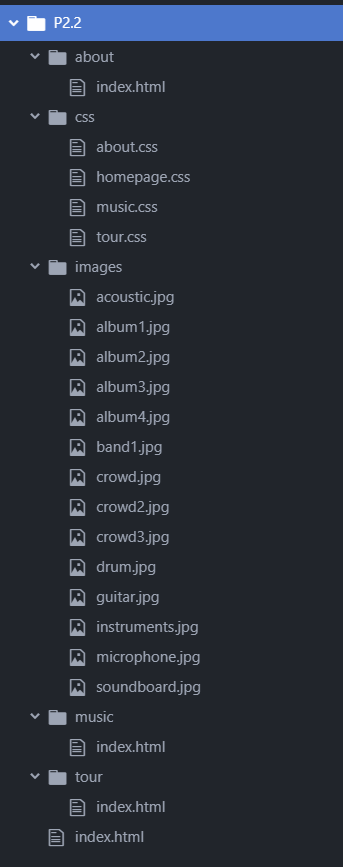 P2.2
about
index.html
css
about.css
homepage.css
music.css
tour.css
images
acoustic.jpg
album1.jpg
album2.jpg
album3.jpg
album4.jpg
band1.jpg
crowd.jpg
crowd2.jpg
crowd3.jpg
drum.jpg
guitar.jpg
instruments.jpg
microphone.jpg
soundboard.jpg
music
index.html
tour
index.html
index.html